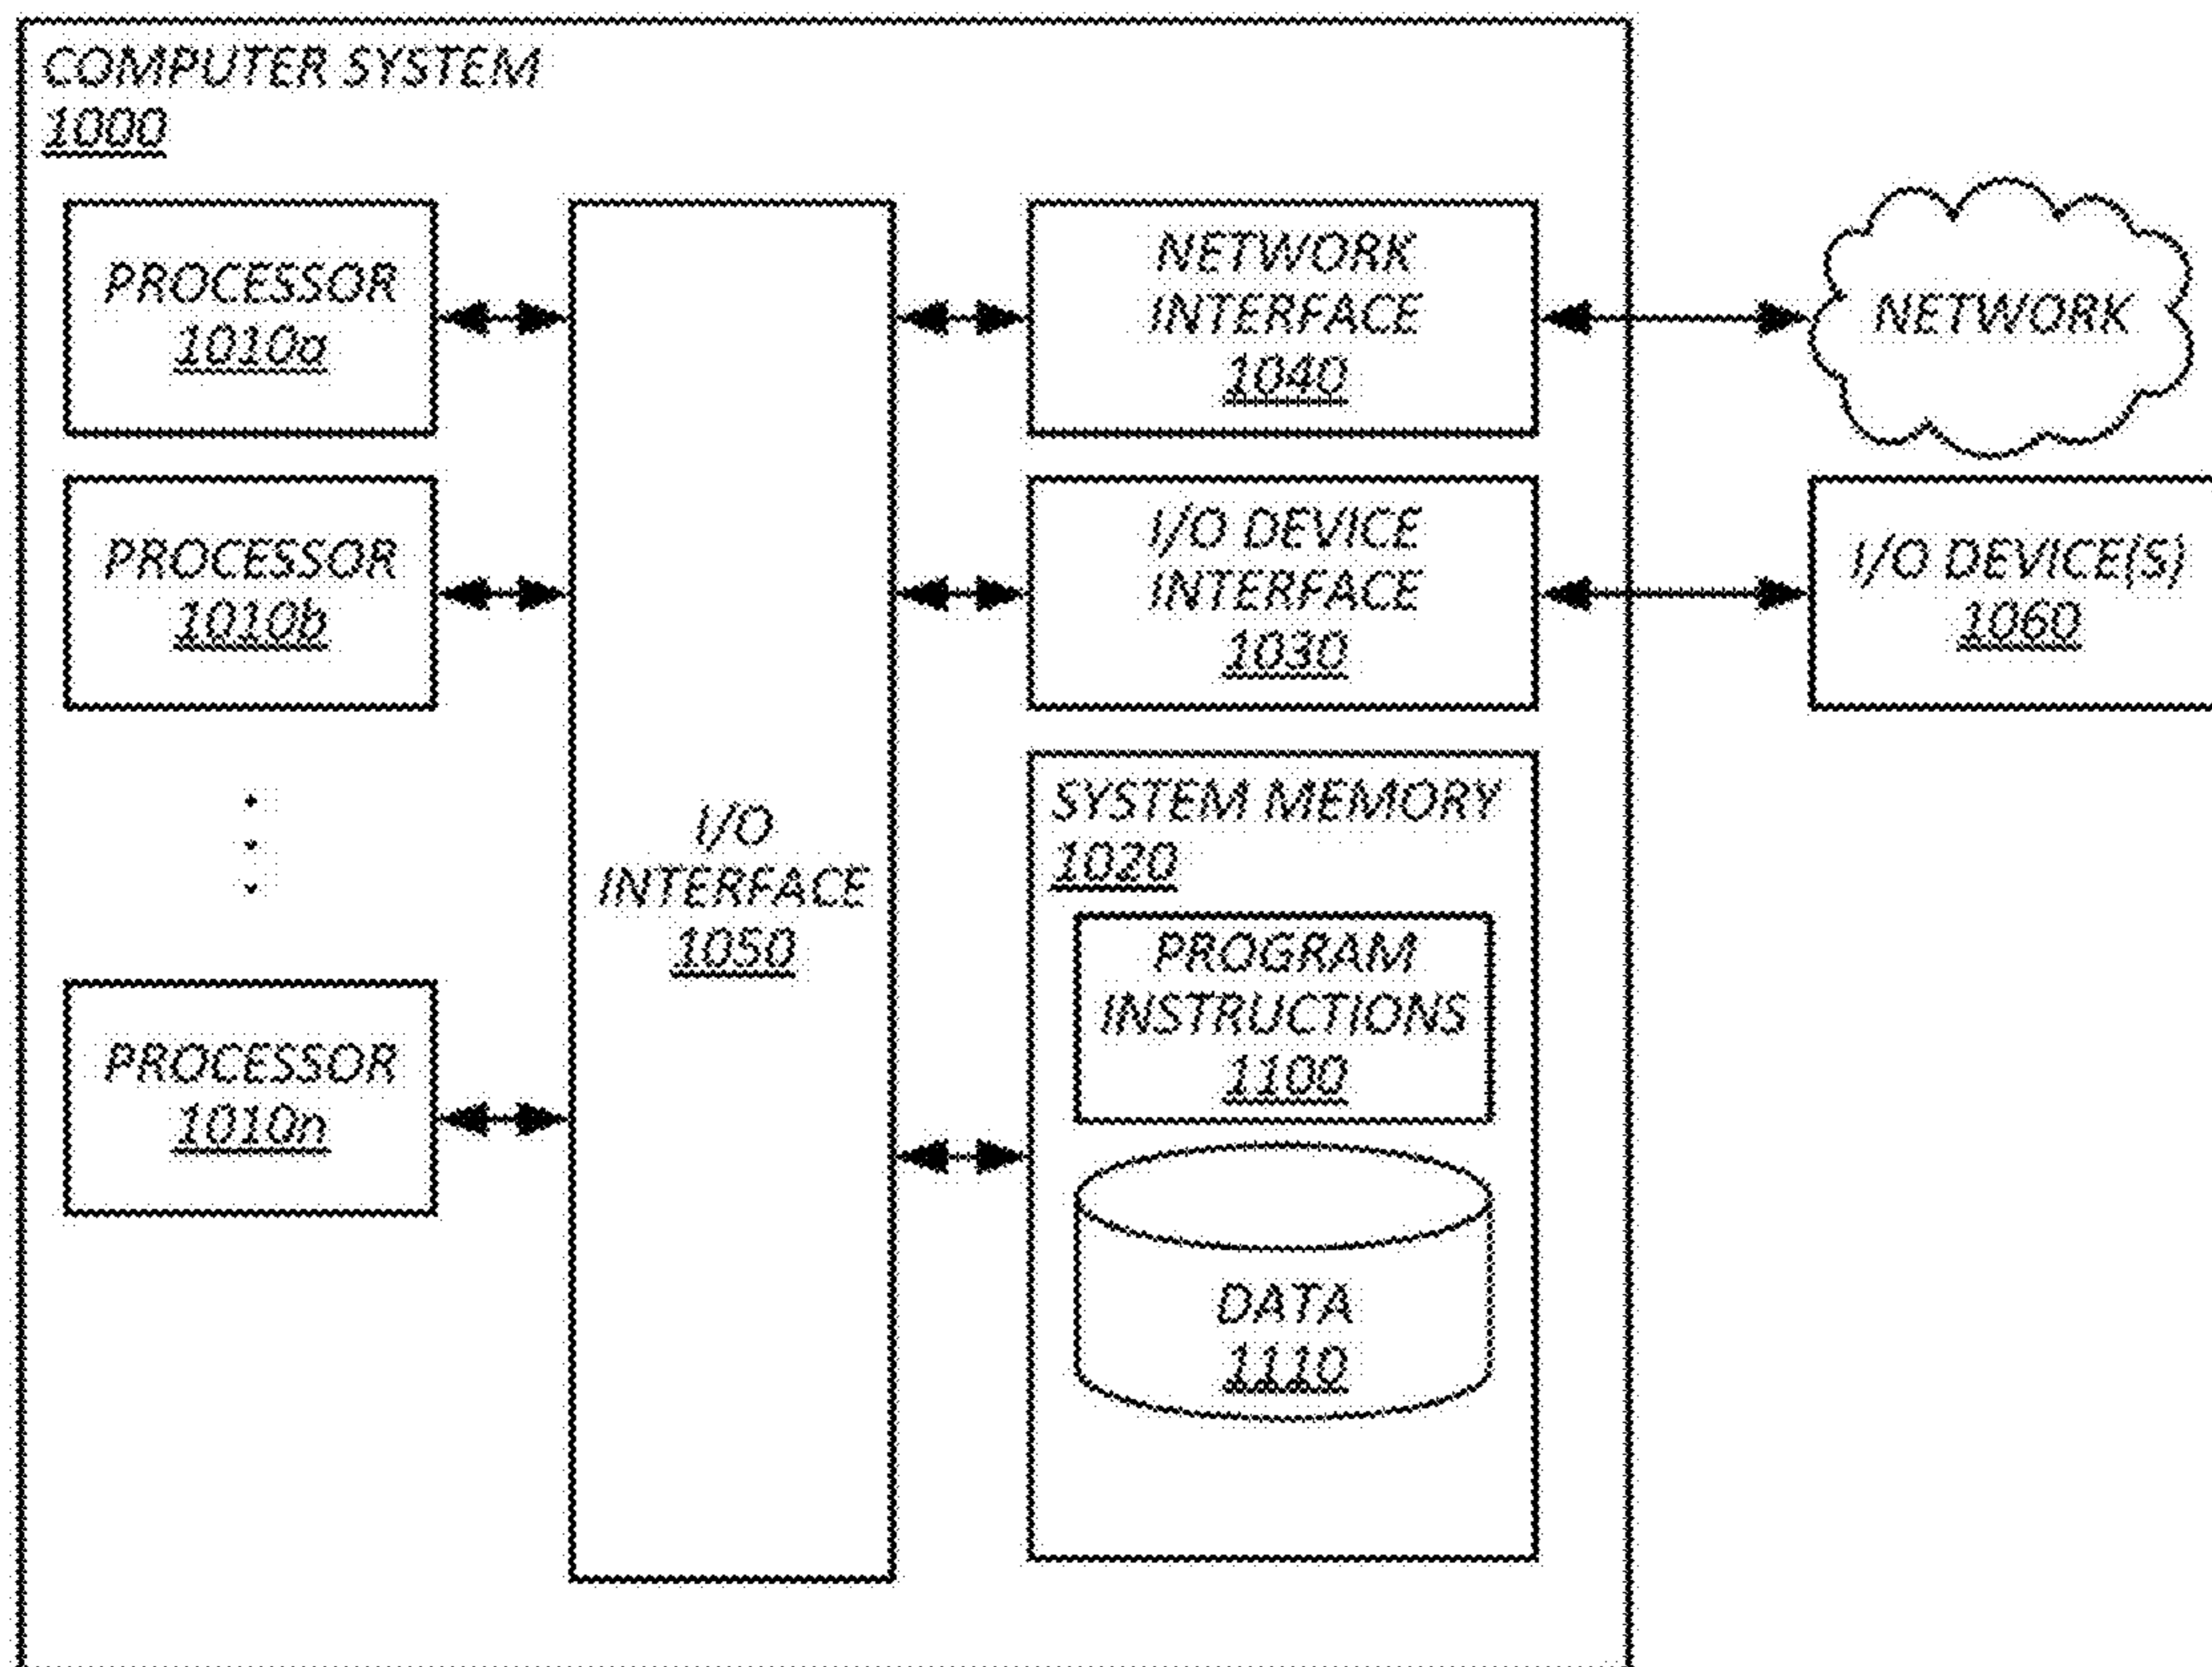 COMPUTER SYSTEM
1000
PROCESSOR
1010a
PROCESSOR
1010b
PROCESSOR
1010n
I/O
INTERFACE
1050
NETWORK
INTERFACE
1040
I/O DEVICE
INTERFACE
1030
SYSTEM MEMORY
1020
PROGRAM
INSTRUCTIONS
1100
DATA
1110
NETWORK
I/O DEVICE(S)
1060